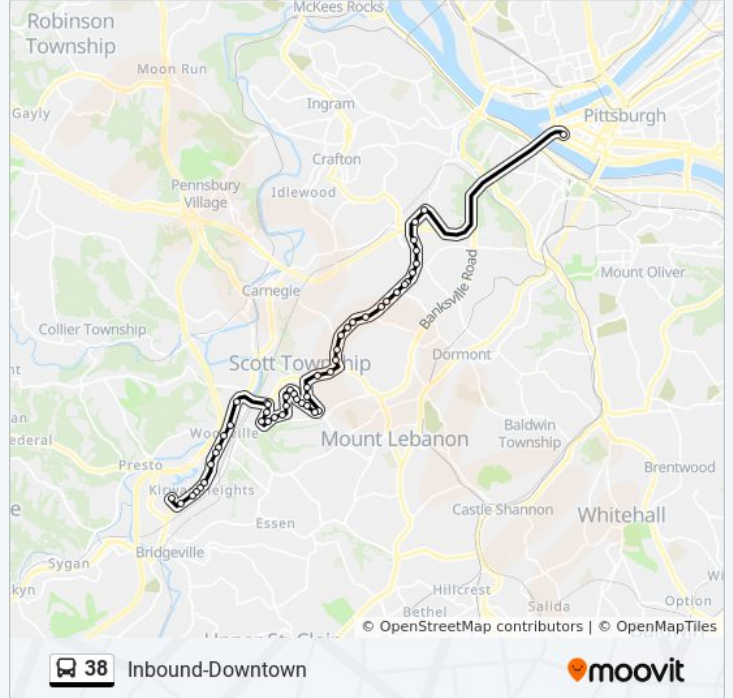 McKees Rocks
Robinson
Township
Moon Run
Gayly
Ingram
Pittsburgh
Crafton
Pennsbury
Village
Idlewood
Mount Oliver
Carnegie
Banksville Road
Collier Township
Dormont
Scott Township
Baldwin
Township
Mount Lebanon
Presto
Brentwood
Essen
Castle Shannon
Whitehall
Bridgeville
Sygan
Hillcrest
Bethel
Salida
Option
© OpenStreetMap contributors | © OpenMapTiles
38 Inbound-Downtown
moovit